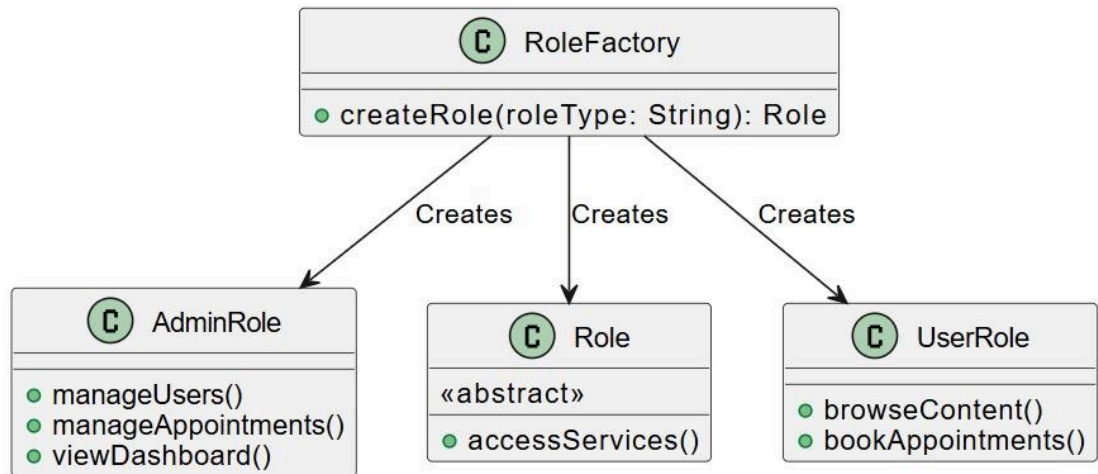 C RoleFactory
createRole(roleType: String): Role
Creates
Creates
Creates
C AdminRole
manageUsers()
manageAppointments()
viewDashboard()
C Role
«abstract»
accessServices()
C UserRole
browseContent()
bookAppointments()